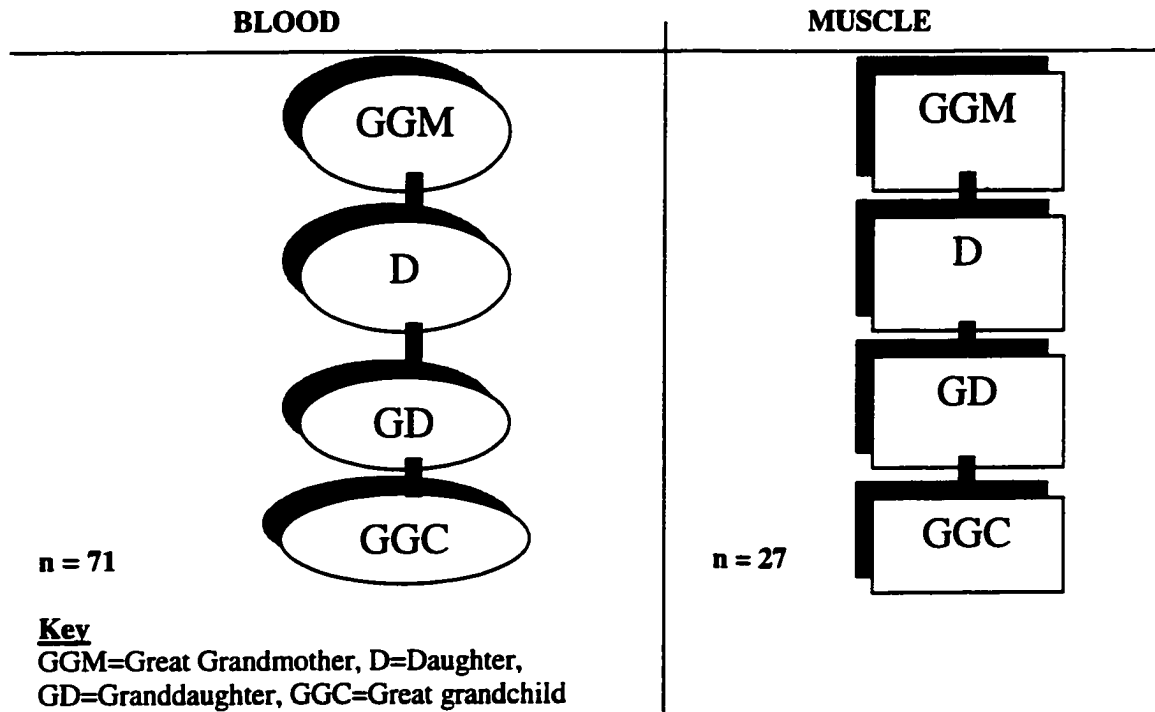 BLOOD
MUSCLE
GGM
D
GD
GGC
n = 71
GGM
D
GD
GGC
n = 27
Key
GGM=Great Grandmother, D=Daughter,
GD=Granddaughter, GGC=Great grandchild